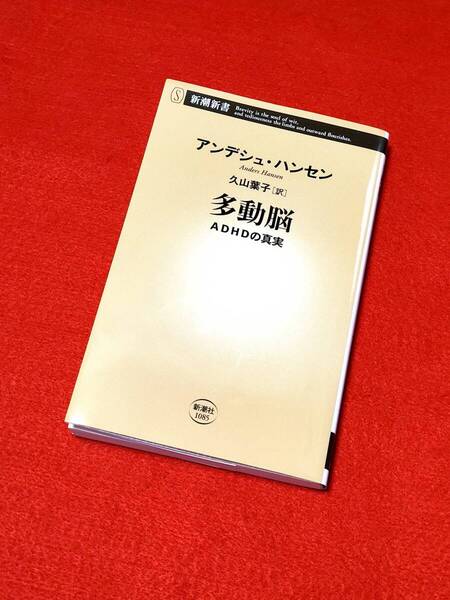 S 新潮新書
Brevity is the soul of wit,
and tediousness the limbs and outward flourishes.
アンデシュ・ハンセン
Anders Hansen
久山葉子［訳］
多動脳
ADHDの真実
新潮社
1085